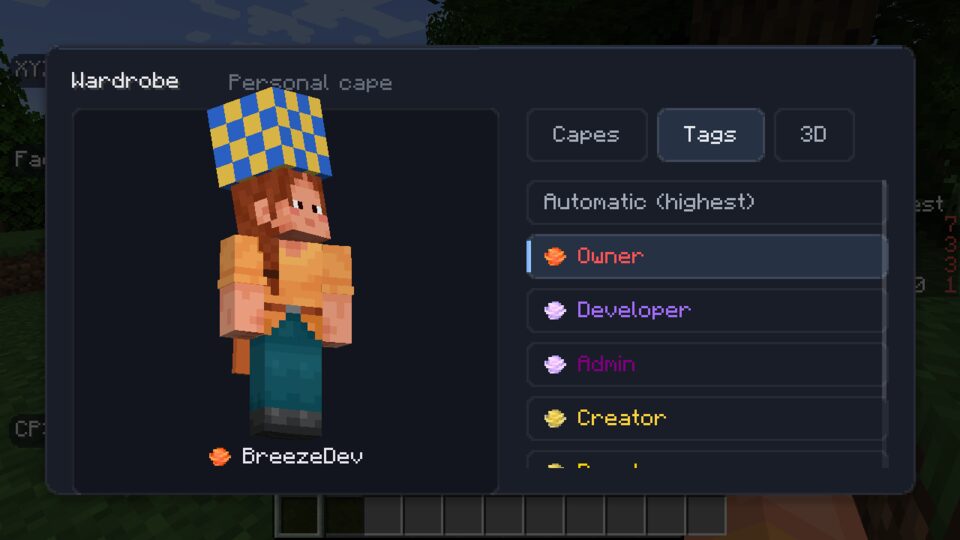 Wardrobe
Personal cape
Capes
Tags
3D
Automatic (highest)
Owner
Developer
Admin
Creator
BreezeDev